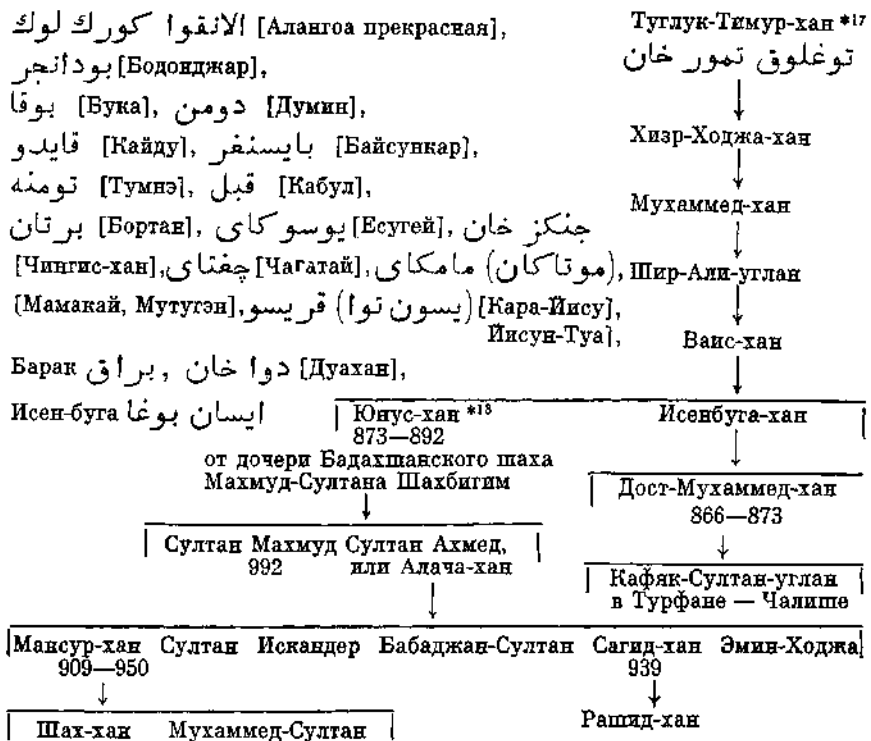 الانقوا كورك لوك [Алангоа прекрасная],
بودانجر [Бодонджар],
بوقا [Бука], دومن [Думин],
قايدو [Кайду], بايسنغر [Байсункар],
تومنه [Тумнэ], قبل [Кабул],
برتان [Бортан], يوسوكاى [Есугей], جنكز خان
[Чингис-хан], چغتاى [Чагатай], (موتاكان) مامكاى,
[Мамакай, Мутугэн], (يسون توا) قريسو [Кара-Йису],
Йисун-Туа],
Барак براق, دوا خان [Дуахан],
Исен-буга ايسان بوغا
Туглук-Тимур-хан *17
توغلوق تمور خان
Хизр-Ходжа-хан
Мухаммед-хан
Шир-Али-углан
Ваис-хан
Юнус-хан *18 Исенбуга-хан
873—892
от дочери Бадахшанского шаха
Махмуд-Султана Шахбигим
Дост-Мухаммед-хан
866—873
Султан Махмуд Султан Ахмед,
992 или Алача-хан
Кафяк-Султан-углан
в Турфане — Чалише
Мансур-хан Султан Искандер Бабаджан-Султан Сагид-хан Эмин-Ходжа
909—950 939
Шах-хан Мухаммед-Султан Рашид-хан